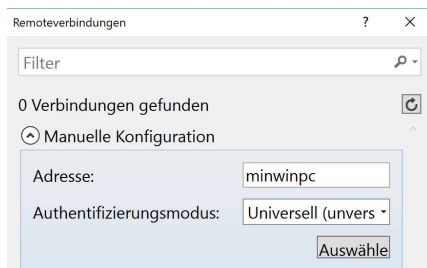 Remoteverbindungen ?
Filter
0 Verbindungen gefunden
Manuelle Konfiguration
Adresse: minwinpc
Authentifizierungsmodus: Universell (unvers
Auswähle